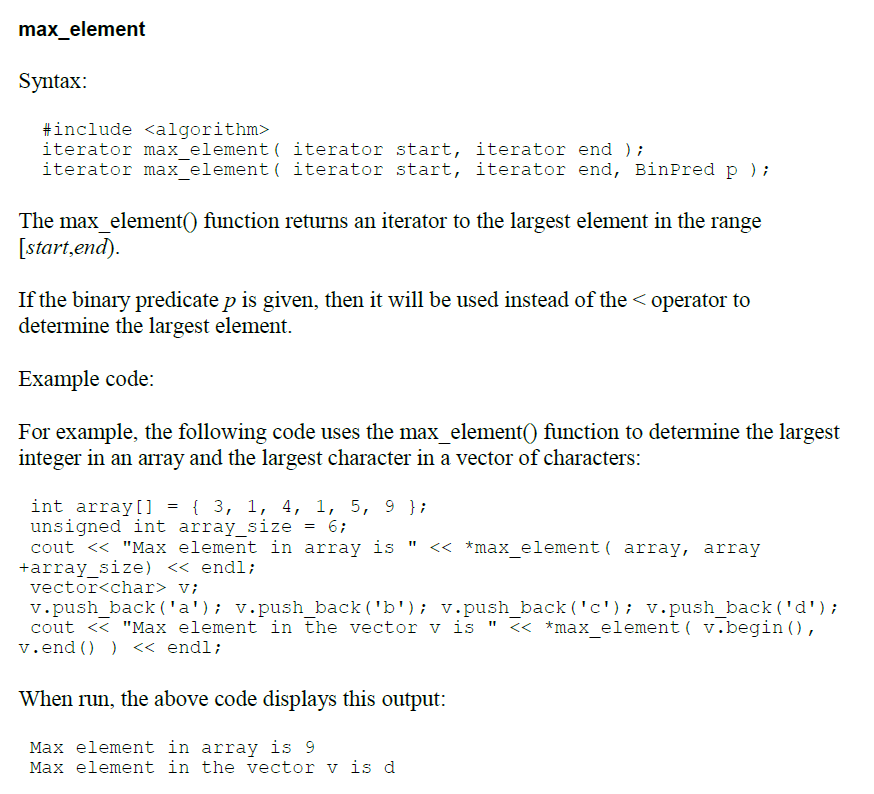 max_element
Syntax:
#include <algorithm>
iterator max_element( iterator start, iterator end );
iterator max_element( iterator start, iterator end, BinPred p );
The max_element() function returns an iterator to the largest element in the range
[start,end).
If the binary predicate p is given, then it will be used instead of the < operator to
determine the largest element.
Example code:
For example, the following code uses the max_element() function to determine the largest
integer in an array and the largest character in a vector of characters:
int array[] = { 3, 1, 4, 1, 5, 9 };
unsigned int array_size = 6;
cout << "Max element in array is " << *max_element( array, array
+array_size) << endl;
vector<char> v;
v.push_back('a'); v.push_back('b'); v.push_back('c'); v.push_back('d');
cout << "Max element in the vector v is " << *max_element( v.begin(),
v.end() ) << endl;
When run, the above code displays this output:
Max element in array is 9
Max element in the vector v is d